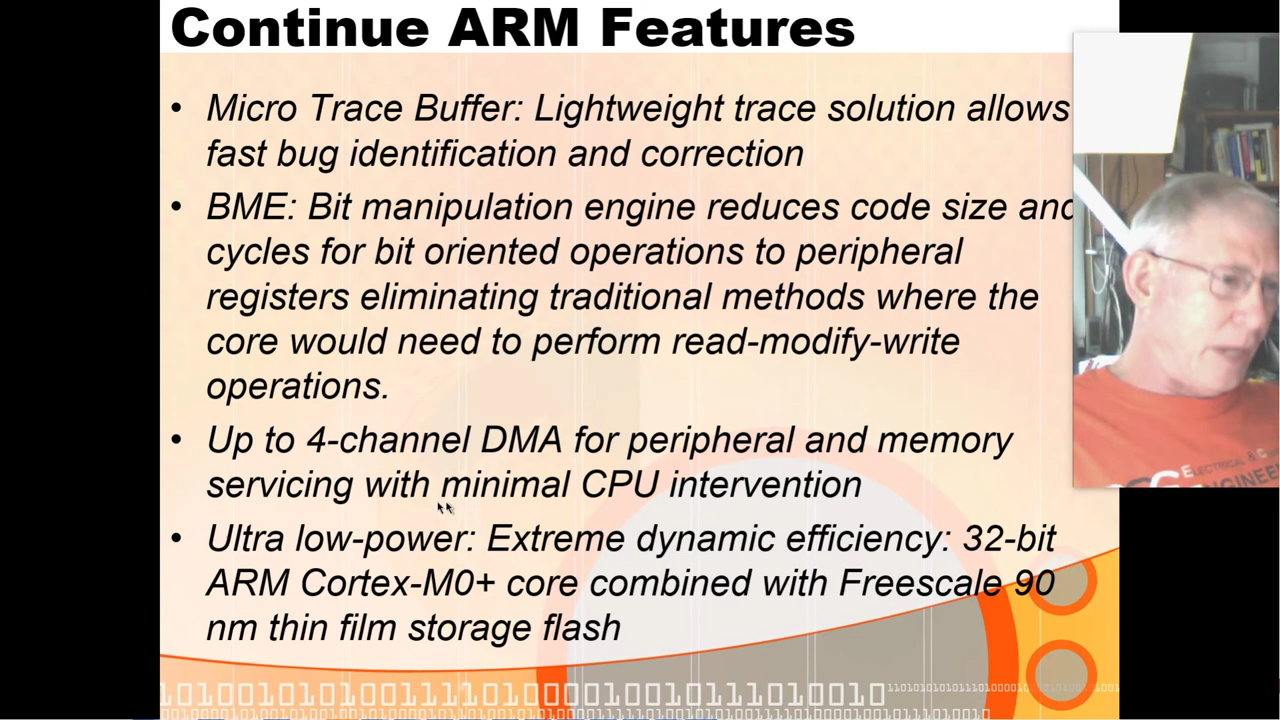 Continue ARM Features
• Micro Trace Buffer: Lightweight trace solution allows
fast bug identification and correction
• BME: Bit manipulation engine reduces code size and
cycles for bit oriented operations to peripheral
registers eliminating traditional methods where the
core would need to perform read-modify-write
operations.
• Up to 4-channel DMA for peripheral and memory
servicing with minimal CPU intervention
• Ultra low-power: Extreme dynamic efficiency: 32-bit
ARM Cortex-M0+ core combined with Freescale 90
nm thin film storage flash